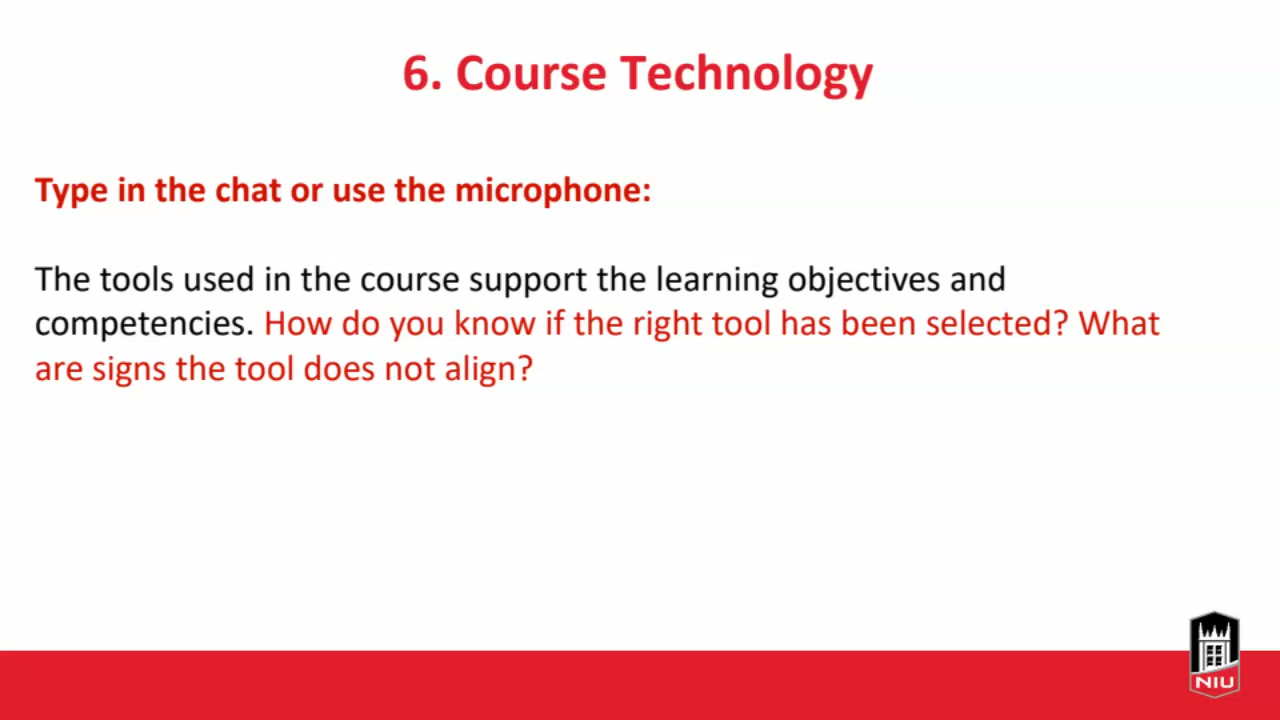 6. Course Technology
Type in the chat or use the microphone:
The tools used in the course support the learning objectives and
competencies. How do you know if the right tool has been selected? What
are signs the tool does not align?
NIU